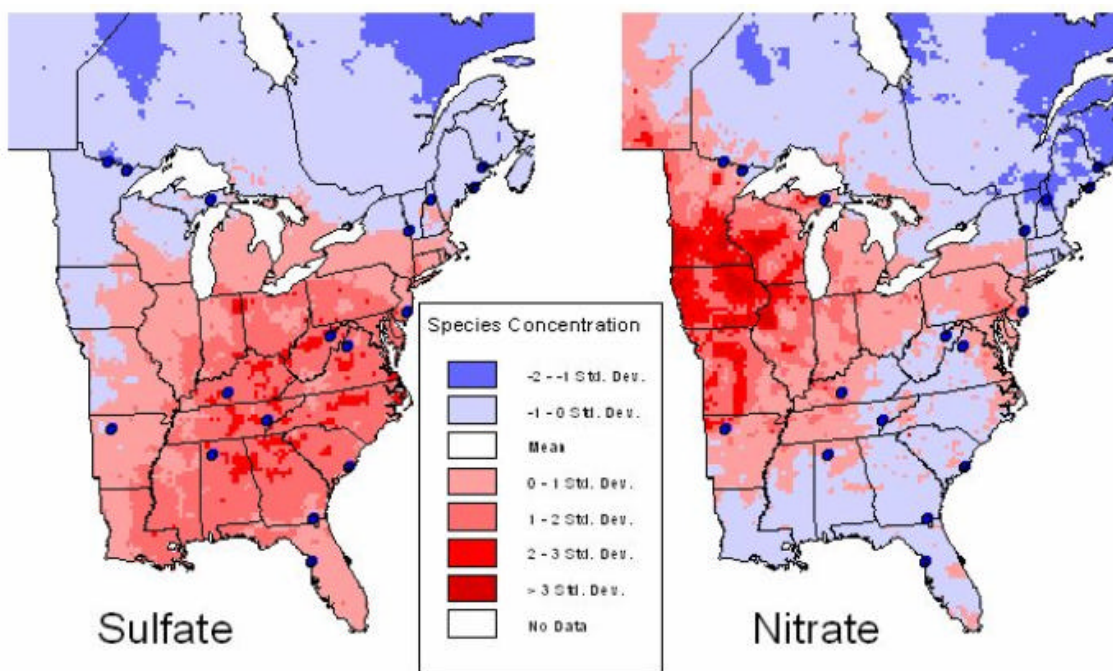 Species Concentration
-2 - -1 Std. Dev.
-1 - 0 Std. Dev.
Mean
0 - 1 Std. Dev.
1 - 2 Std. Dev.
2 - 3 Std. Dev.
> 3 Std. Dev.
No Data
Sulfate
Nitrate